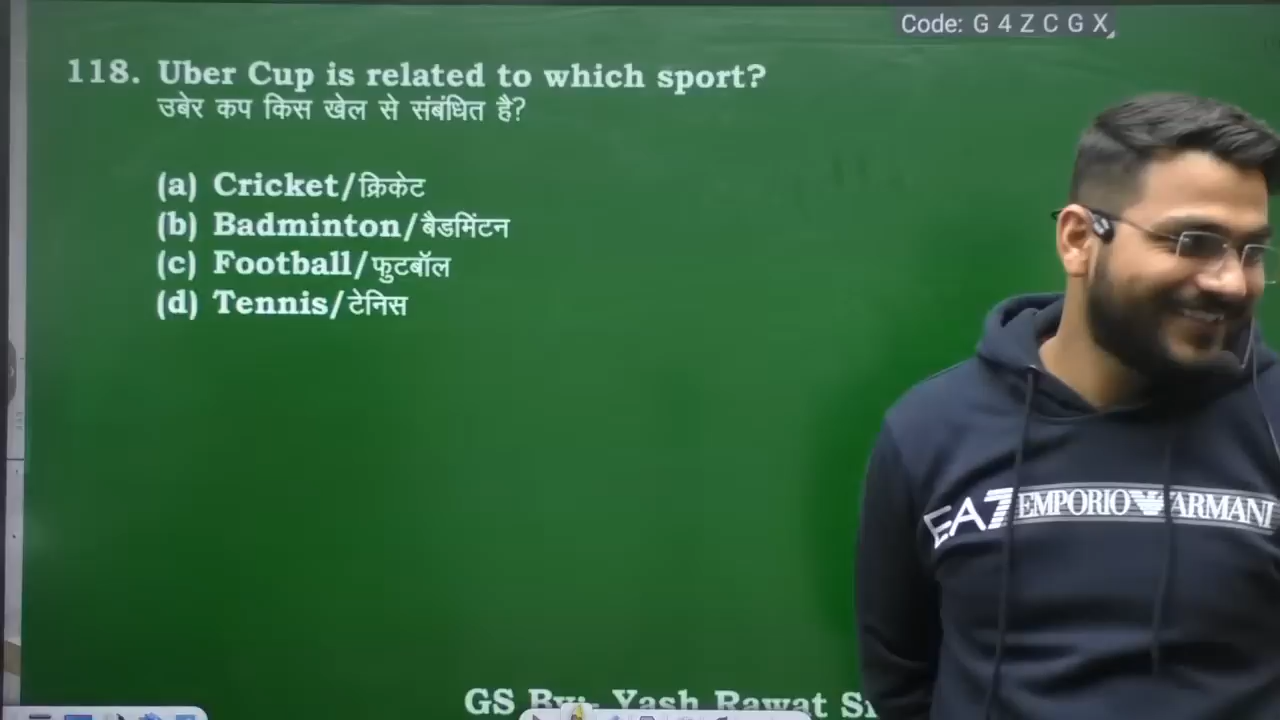 Code: G 4 Z C G X
118. Uber Cup is related to which sport?
उबेर कप किस खेल से संबंधित है?
(a) Cricket/क्रिकेट
(b) Badminton/बैडमिंटन
(c) Football/फुटबॉल
(d) Tennis/टेनिस
EA7 EMPORIO ARMANI
GS By:- Yash Rawat